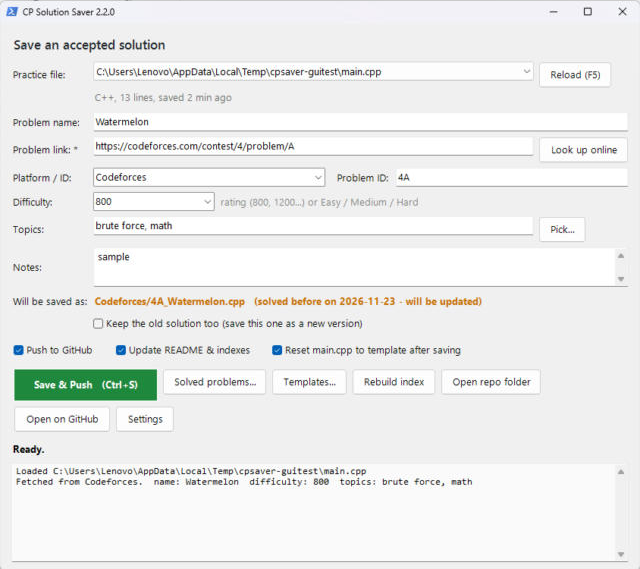 CP Solution Saver 2.2.0
Save an accepted solution
Practice file: C:\Users\Lenovo\AppData\Local\Temp\cpsaver-guitest\main.cpp Reload (F5)
C++, 13 lines, saved 2 min ago
Problem name: Watermelon
Problem link: * https://codeforces.com/contest/4/problem/A Look up online
Platform / ID: Codeforces Problem ID: 4A
Difficulty: 800 rating (800, 1200...) or Easy / Medium / Hard
Topics: brute force, math Pick...
Notes: sample
Will be saved as: Codeforces/4A_Watermelon.cpp (solved before on 2026-11-23 - will be updated)
Keep the old solution too (save this one as a new version)
Push to GitHub Update README & indexes Reset main.cpp to template after saving
Save & Push (Ctrl+S) Solved problems... Templates... Rebuild index Open repo folder
Open on GitHub Settings
Ready.
Loaded C:\Users\Lenovo\AppData\Local\Temp\cpsaver-guitest\main.cpp
Fetched from Codeforces. name: Watermelon difficulty: 800 topics: brute force, math